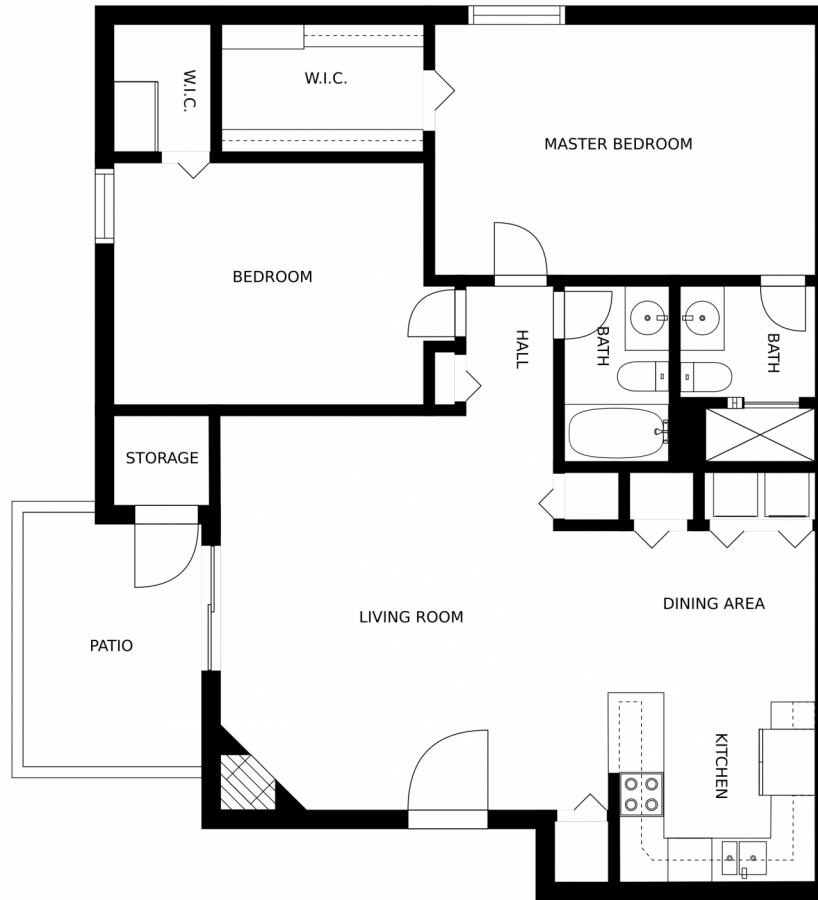 W.I.C.
W.I.C.
MASTER BEDROOM
BEDROOM
HALL
BATH
BATH
STORAGE
LIVING ROOM
DINING AREA
PATIO
KITCHEN